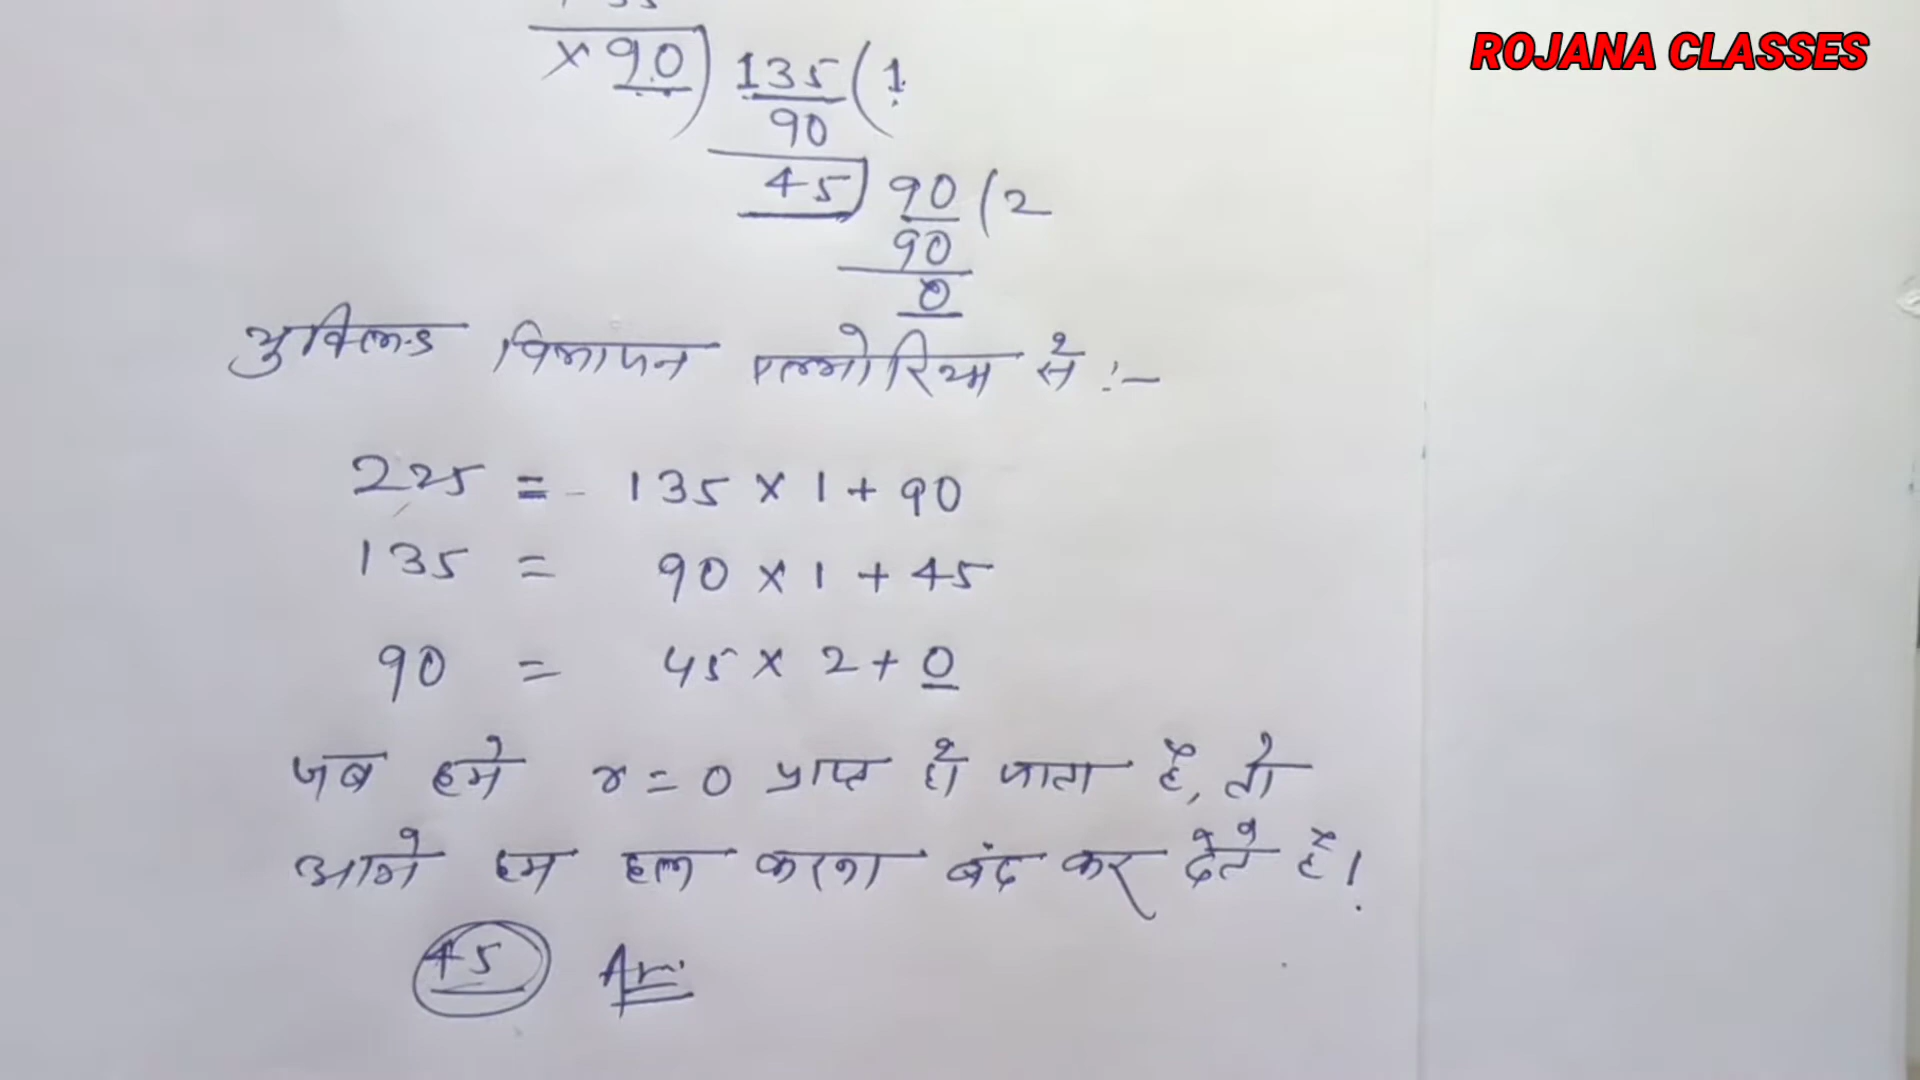 ROJANA CLASSES
× 90 ) 135 ( 1
90
45 ) 90 ( 2
90
0
युक्लिड विभाजन एल्गोरिथ्म से :-
225 = 135 × 1 + 90
135 = 90 × 1 + 45
90 = 45 × 2 + 0
जब हमे r = 0 प्राप्त हो जाता है, तो
आगे हम हल करना बंद कर देते है।
45 Ans.